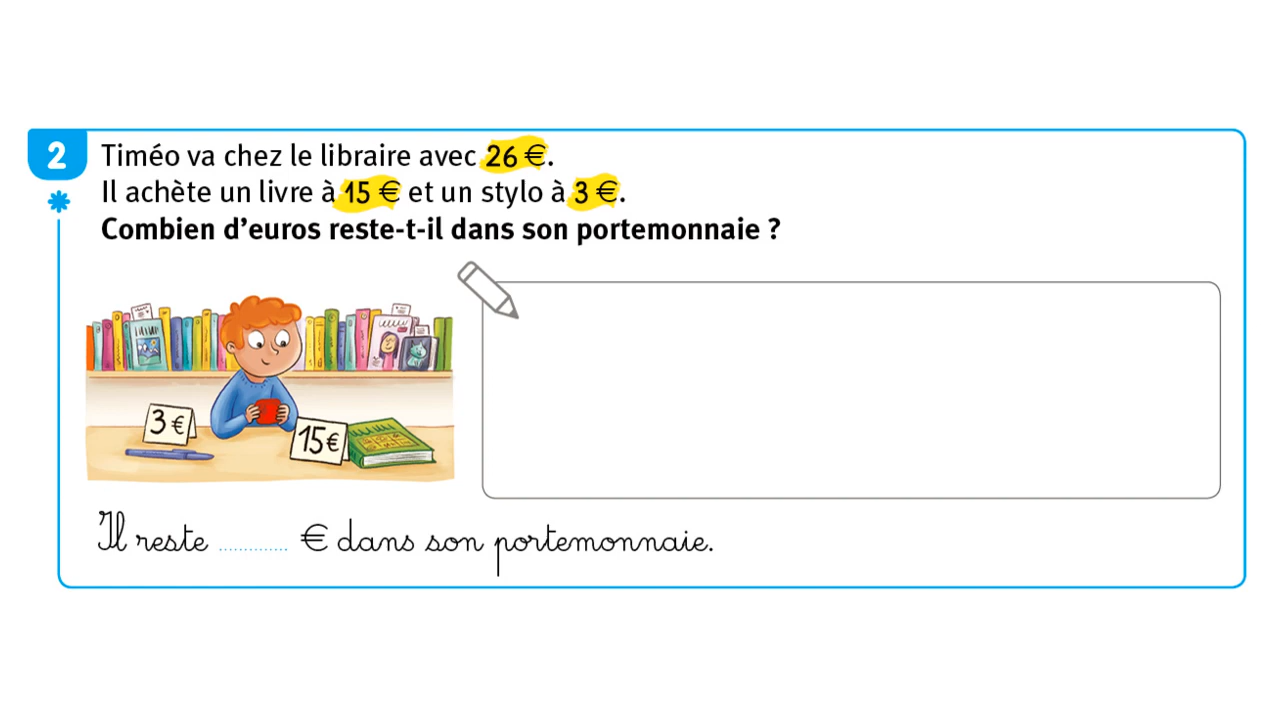 2
Timéo va chez le libraire avec 26 €.
Il achète un livre à 15 € et un stylo à 3 €.
Combien d'euros reste-t-il dans son portemonnaie ?
3 €
15 €
Il reste ............. € dans son portemonnaie.